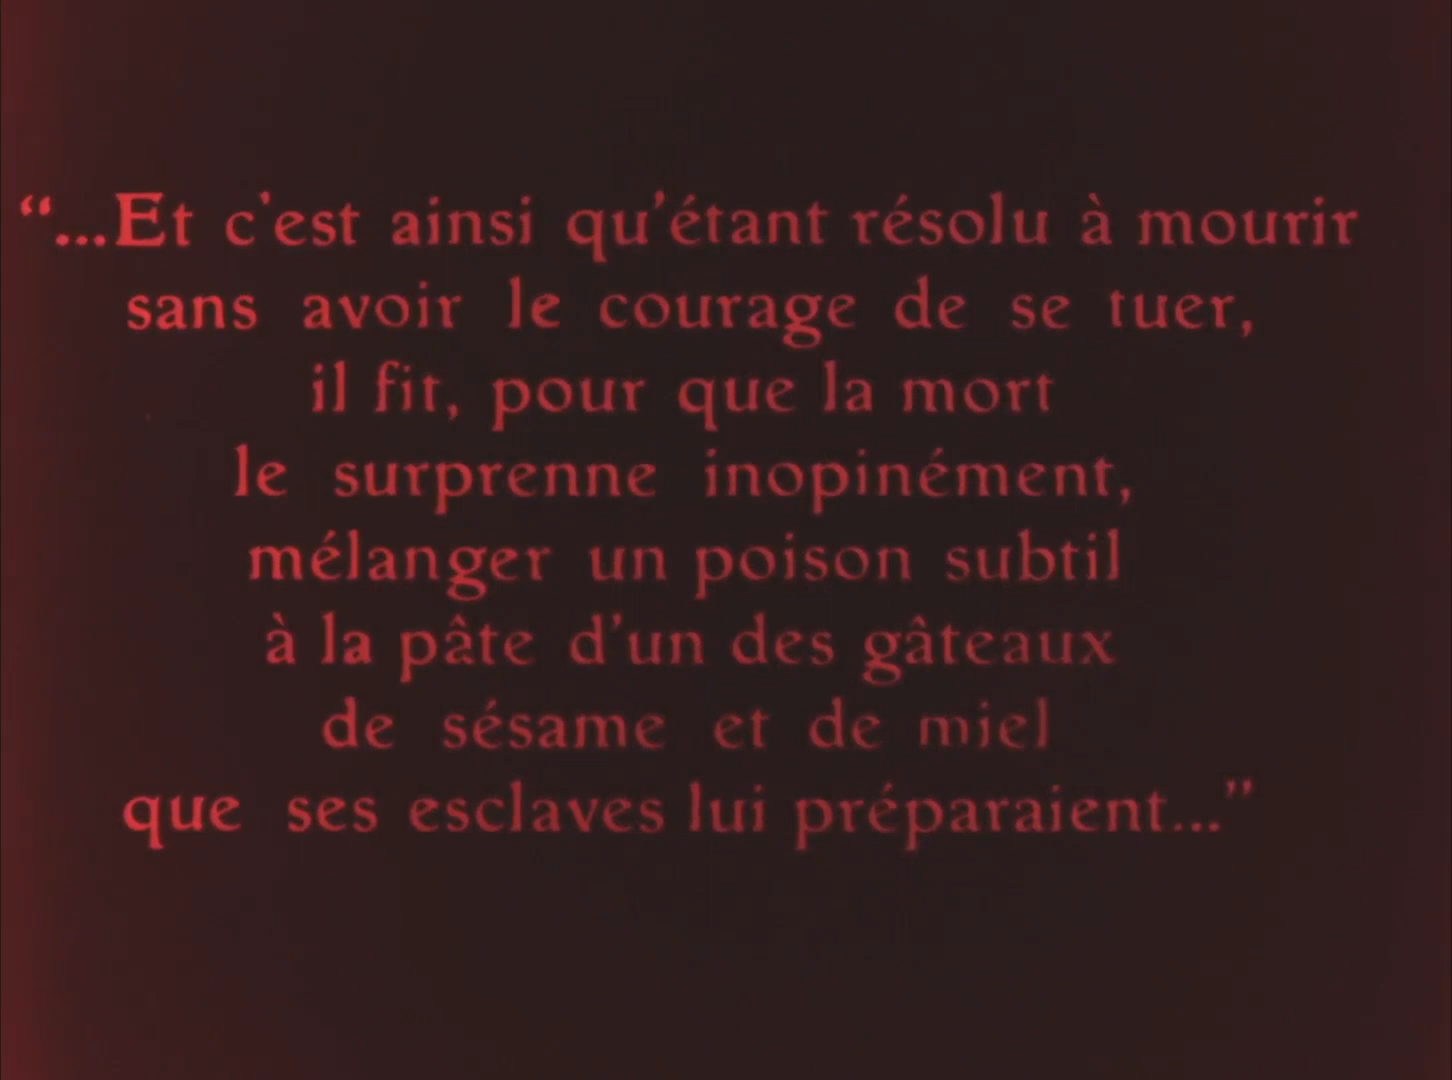 “...Et c'est ainsi qu'étant résolu à mourir
sans avoir le courage de se tuer,
il fit, pour que la mort
le surprenne inopinément,
mélanger un poison subtil
à la pâte d'un des gâteaux
de sésame et de miel
que ses esclaves lui préparaient...”